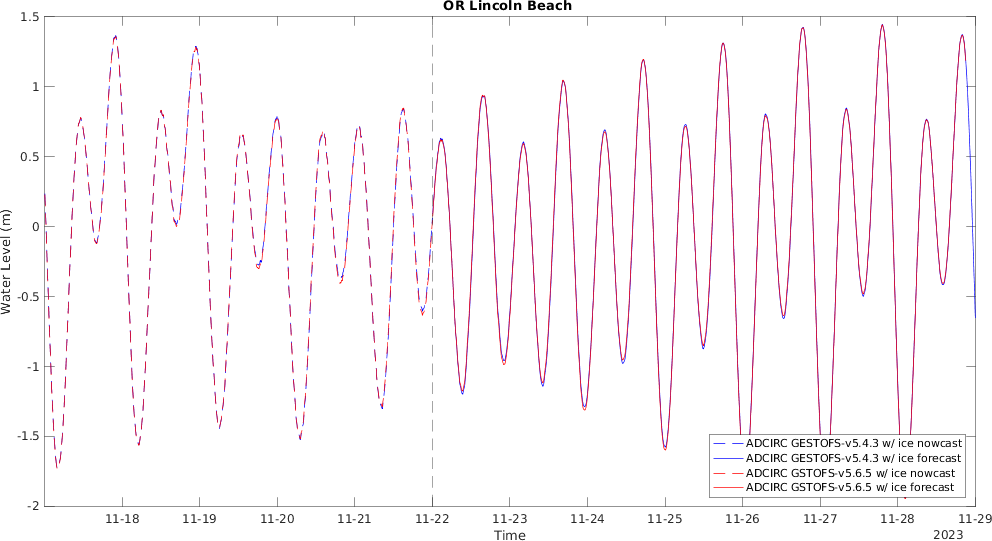 OR Lincoln Beach
1.5
1
0.5
0
-0.5
-1
-1.5
-2
Water Level (m)
11-18 11-19 11-20 11-21 11-22 11-23 11-24 11-25 11-26 11-27 11-28 11-29
Time
2023
ADCIRC GESTOFS-v5.4.3 w/ ice nowcast
ADCIRC GESTOFS-v5.4.3 w/ ice forecast
ADCIRC GSTOFS-v5.6.5 w/ ice nowcast
ADCIRC GSTOFS-v5.6.5 w/ ice forecast